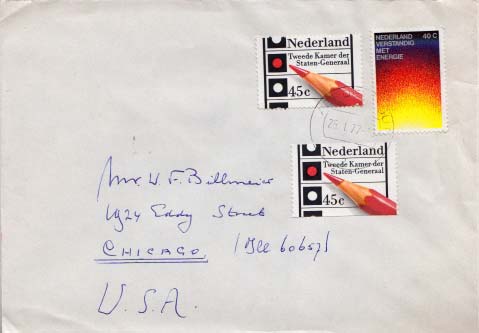 Nederland
Tweede Kamer der
Staten-Generaal
45c
NEDERLAND 40 C
VERSTANDIG
MET
ENERGIE
Nederland
Tweede Kamer der
Staten-Generaal
45c
Mr. W. F. Billmeier
1924 Eddy Street
CHICAGO, (Ill 60657)
U.S.A.